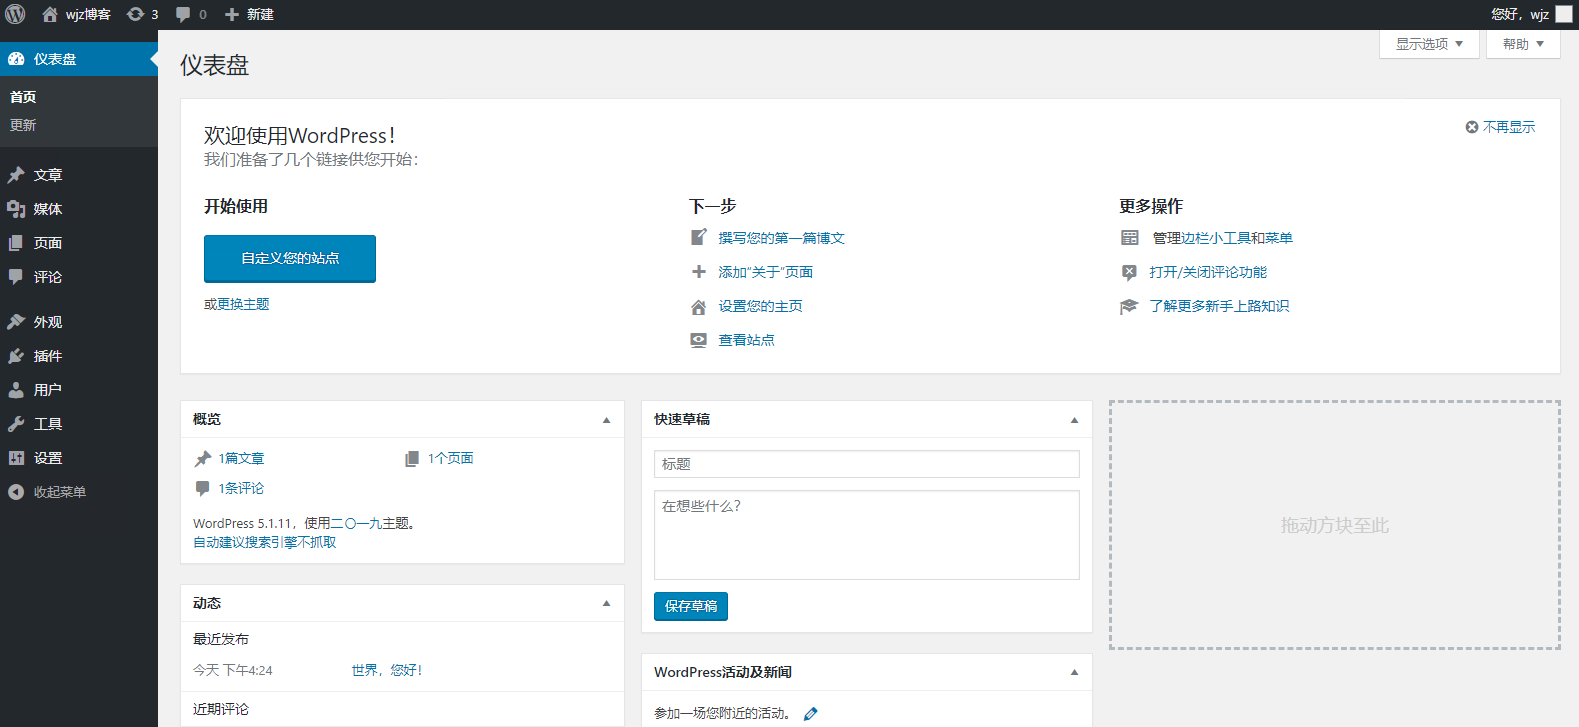 wjz博客 3 0 新建 您好，wjz
仪表盘
首页
更新
文章
媒体
页面
评论
外观
插件
用户
工具
设置
收起菜单
显示选项 帮助
仪表盘
欢迎使用WordPress！
不再显示
我们准备了几个链接供您开始：
开始使用
自定义您的站点
或更换主题
下一步
撰写您的第一篇博文
添加“关于”页面
设置您的主页
查看站点
更多操作
管理边栏小工具和菜单
打开/关闭评论功能
了解更多新手上路知识
概览
1篇文章 1个页面
1条评论
WordPress 5.1.11，使用二〇一九主题。
自动建议搜索引擎不抓取
动态
最近发布
今天 下午4:24 世界，您好！
近期评论
快速草稿
标题
在想些什么？
保存草稿
WordPress活动及新闻
参加一场您附近的活动。
拖动方块至此